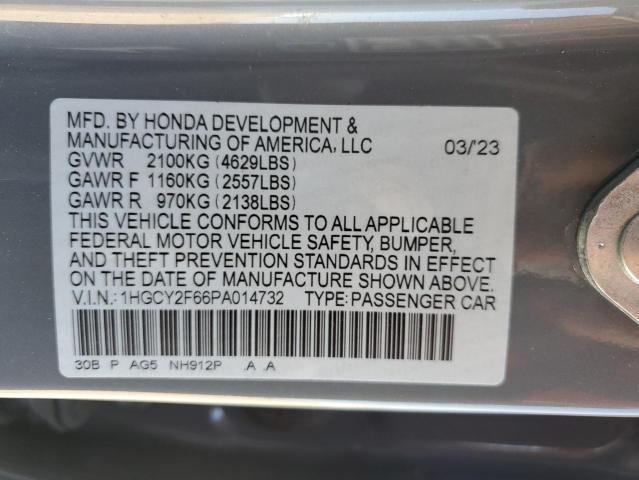 MFD. BY HONDA DEVELOPMENT &
MANUFACTURING OF AMERICA, LLC 03/'23
GVWR 2100KG (4629LBS)
GAWR F 1160KG (2557LBS)
GAWR R 970KG (2138LBS)
THIS VEHICLE CONFORMS TO ALL APPLICABLE
FEDERAL MOTOR VEHICLE SAFETY, BUMPER,
AND THEFT PREVENTION STANDARDS IN EFFECT
ON THE DATE OF MANUFACTURE SHOWN ABOVE.
V.I.N.: 1HGCY2F66PA014732 TYPE: PASSENGER CAR
30B P AG5 NH912P .A .A